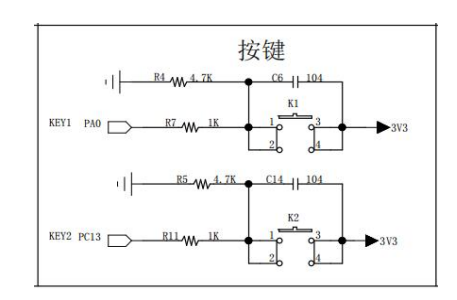 按键
R4 4.7K C6 104
K1
KEY1 PA0 R7 1K 1 3 3V3
2 4
R5 4.7K C14 104
K2
KEY2 PC13 R11 1K 1 3 3V3
2 4